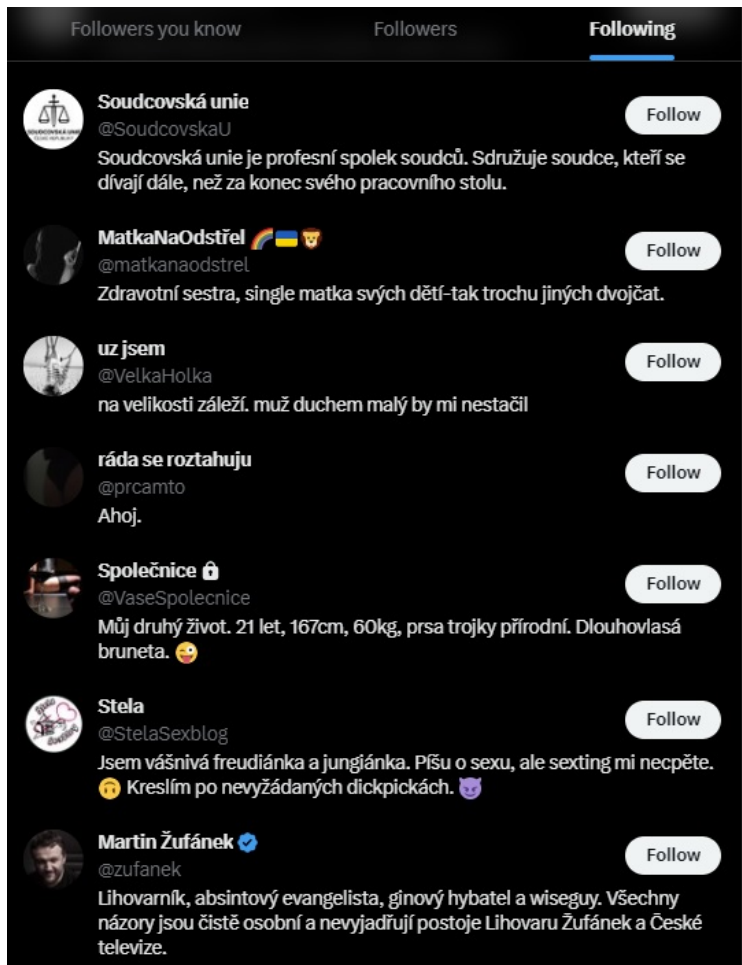 Followers you know Followers Following
Soudcovská unie
@SoudcovskaU
Follow
Soudcovská unie je profesní spolek soudců. Sdružuje soudce, kteří se
dívají dále, než za konec svého pracovního stolu.
MatkaNaOdstřel 🌈🇺🇦🦁
@matkanaodstrel
Follow
Zdravotní sestra, single matka svých dětí-tak trochu jiných dvojčat.
uz jsem
@VelkaHolka
Follow
na velikosti záleží. muž duchem malý by mi nestačil
ráda se roztahuju
@prcamto
Follow
Ahoj.
Společnice 🔒
@VaseSpolecnice
Follow
Můj druhý život. 21 let, 167cm, 60kg, prsa trojky přírodní. Dlouhovlasá
bruneta. 😜
Stela
@StelaSexblog
Follow
Jsem vášnivá freudiánka a jungiánka. Píšu o sexu, ale sexting mi necpěte.
🙃 Kreslím po nevyžádaných dickpickách. 😈
Martin Žufánek
@zufanek
Follow
Lihovarník, absintový evangelista, ginový hybatel a wiseguy. Všechny
názory jsou čistě osobní a nevyjadřují postoje Lihovaru Žufánek a České
televize.